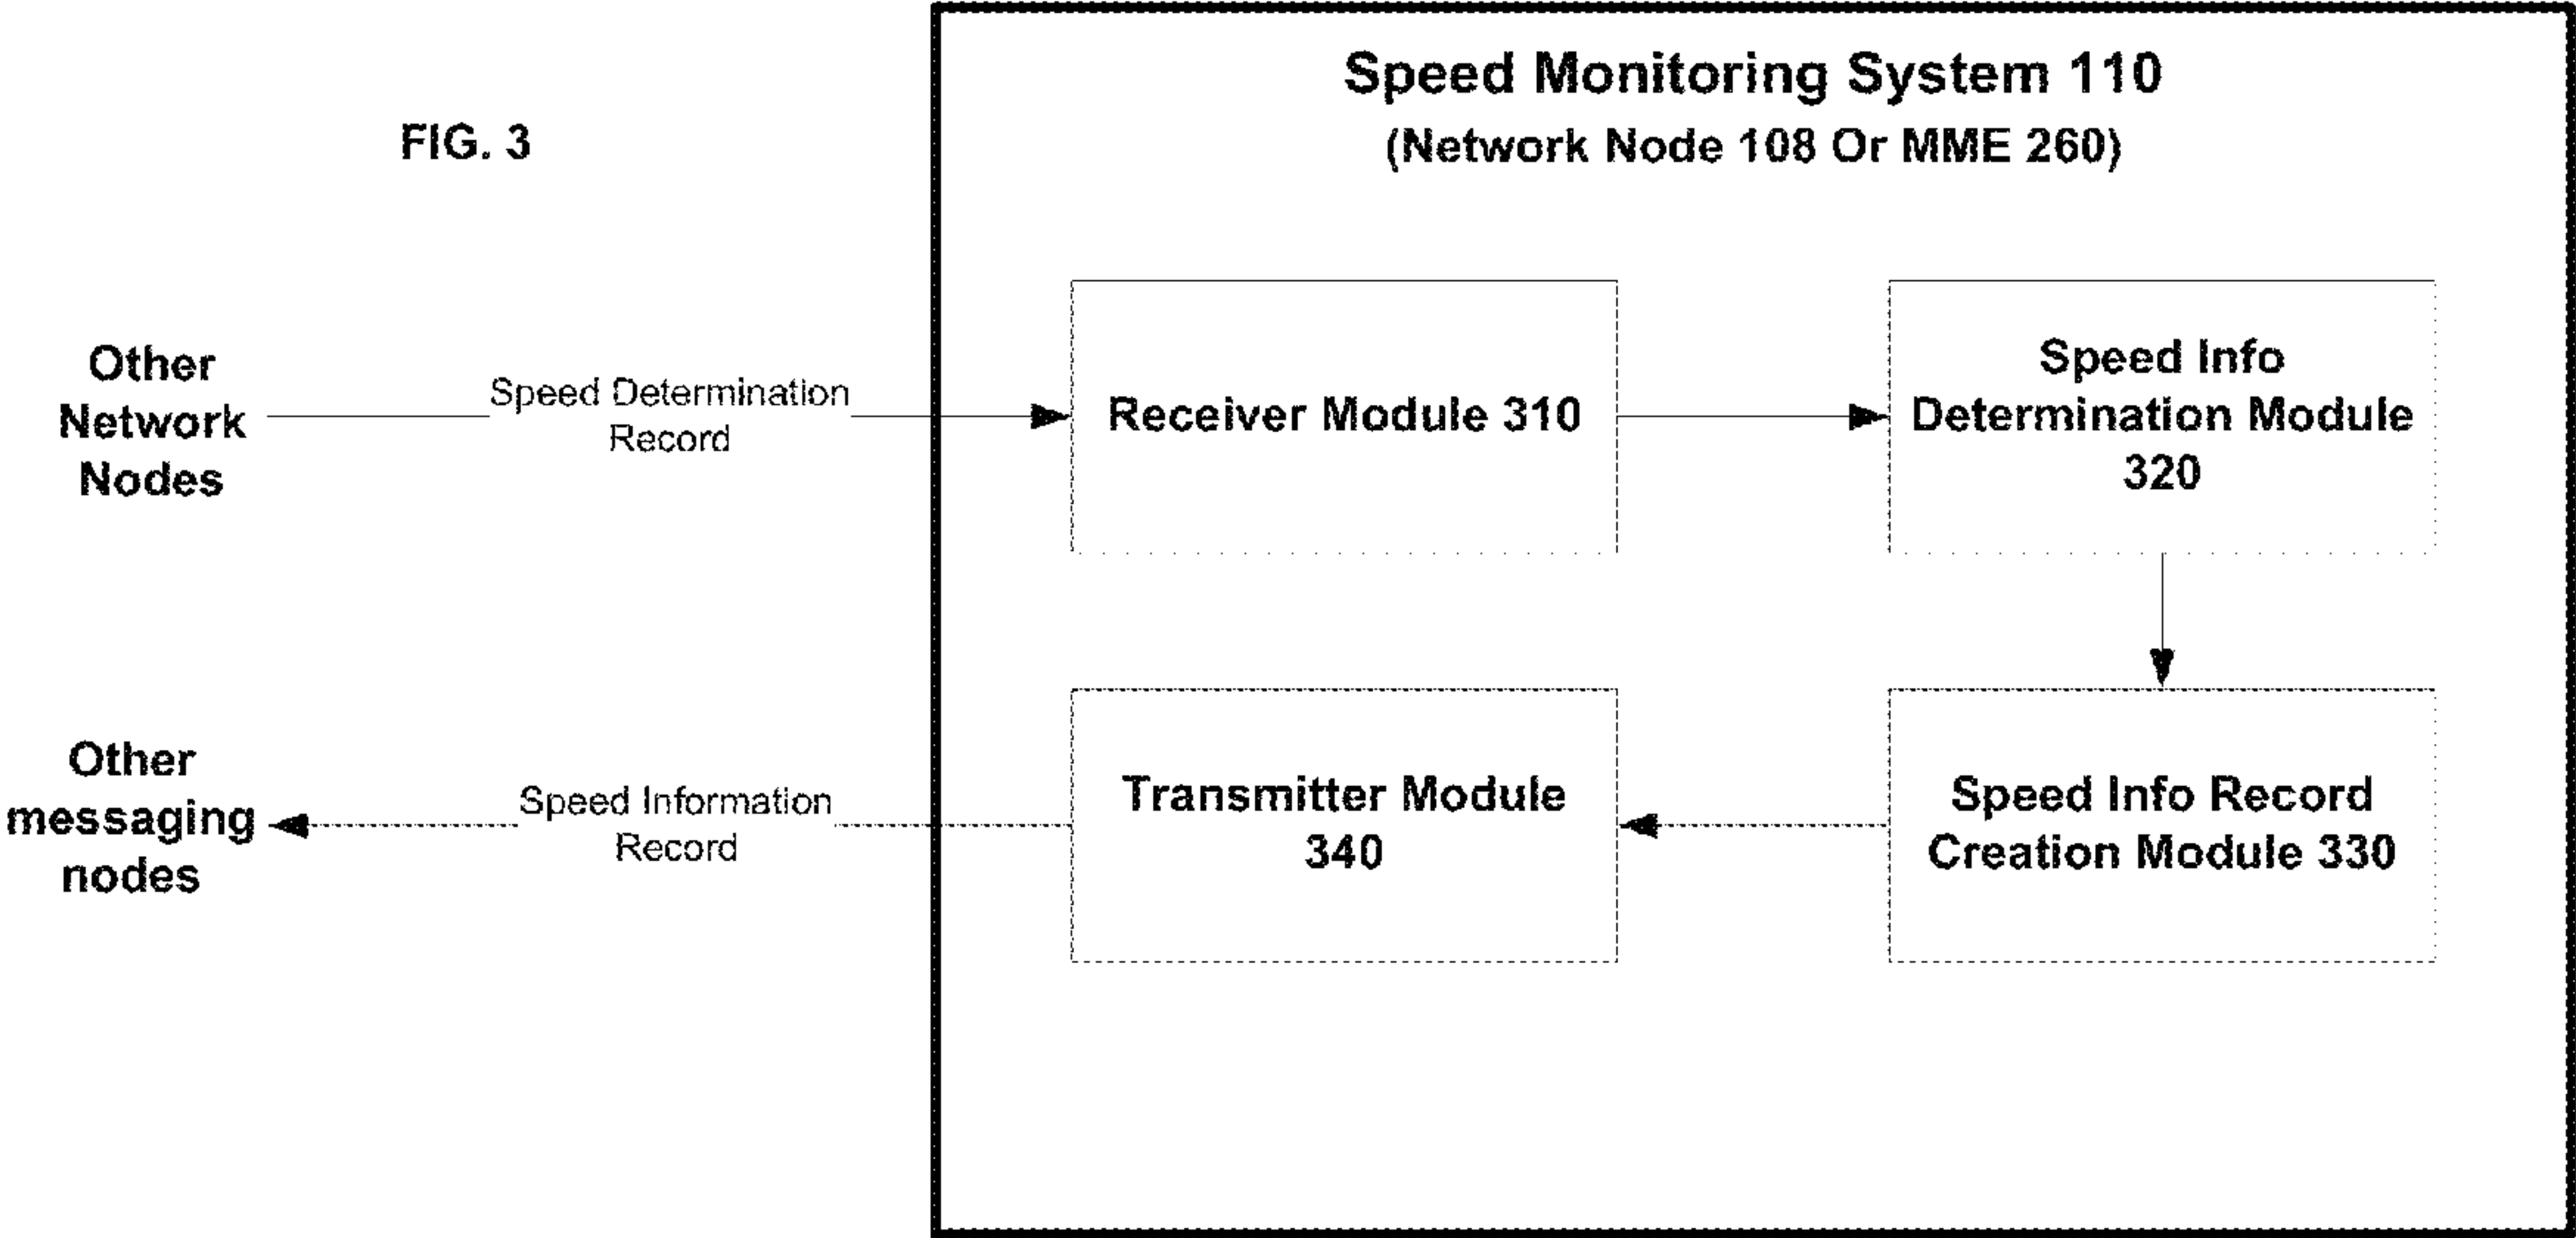 FIG. 3
Speed Monitoring System 110
(Network Node 108 Or MME 260)
Other
Network
Nodes
Speed Determination
Record
Receiver Module 310
Speed Info
Determination Module
320
Other
messaging
nodes
Speed Information
Record
Transmitter Module
340
Speed Info Record
Creation Module 330